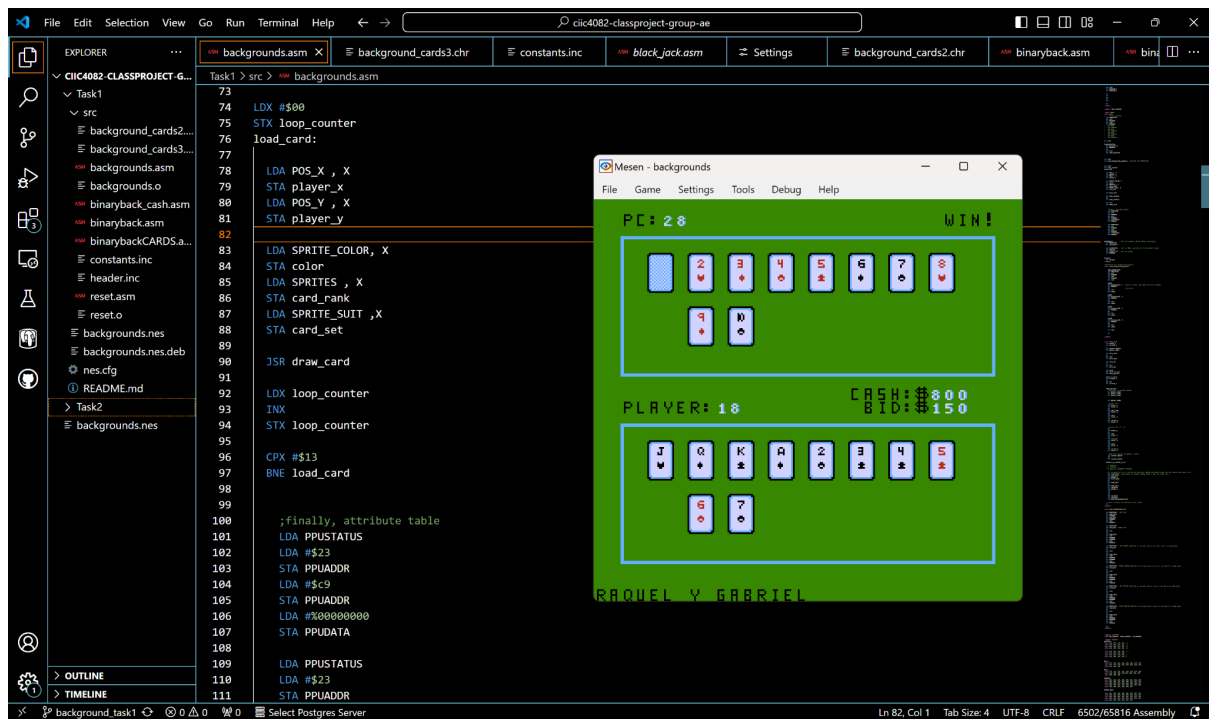 File Edit Selection View Go Run Terminal Help
ciic4082-classproject-group-ae
EXPLORER
backgrounds.asm
background_cards3.chr
constants.inc
black_jack.asm
Settings
background_cards2.chr
binaryback.asm
CIIC4082-CLASSPROJECT-G...
Task1 > src > backgrounds.asm
Task1
src
background_cards2....
background_cards3....
backgrounds.asm
backgrounds.o
binaryback_cash.asm
binaryback.asm
binarybackCARDS.a...
constants.inc
header.inc
reset.asm
reset.o
backgrounds.nes
backgrounds.nes.deb
nes.cfg
README.md
Task2
backgrounds.nes
OUTLINE
TIMELINE
73
74 LDX #$00
75 STX loop_counter
76 load_card:
77
78 LDA POS_X , X
79 STA player_x
80 LDA POS_Y , X
81 STA player_y
82
83 LDA SPRITE_COLOR, X
84 STA color
85 LDA SPRITES , X
86 STA card_rank
87 LDA SPRITE_SUIT ,X
88 STA card_set
89
90 JSR draw_card
91
92 LDX loop_counter
93 INX
94 STX loop_counter
95
96 CPX #$13
97 BNE load_card
98
99
100 ;finally, attribute table
101 LDA PPUSTATUS
102 LDA #$23
103 STA PPUADDR
104 LDA #$c9
105 STA PPUADDR
106 LDA #%00000000
107 STA PPUDATA
108
109 LDA PPUSTATUS
110 LDA #$23
111 STA PPUADDR
Mesen - backgrounds
File Game Settings Tools Debug Help
PC: 28 WIN!
2 3 4 5 6 7 8
9 10
CASH:$800
PLAYER: 18 BID:$150
J Q K A 2 3 4 5
6 7
RAQUEL Y GABRIEL
background_task1 0 0 0 Select Postgres Server Ln 82, Col 1 Tab Size: 4 UTF-8 CRLF 6502/65816 Assembly